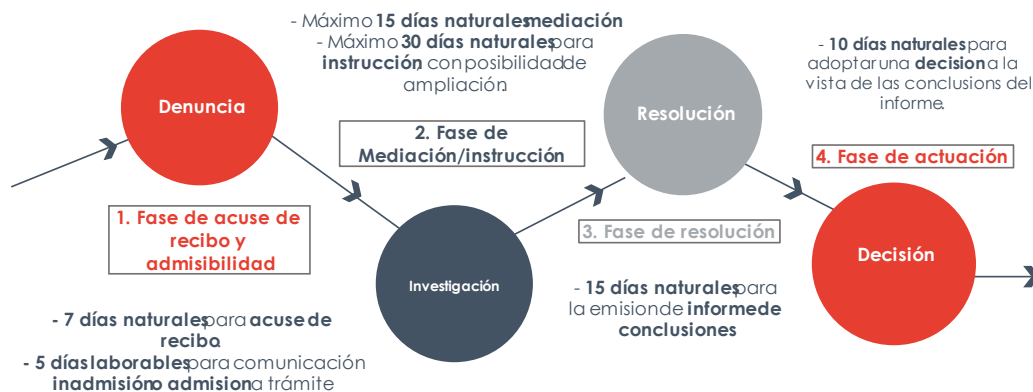 Denuncia
1. Fase de acuse de
recibo y
admisibilidad
- 7 días naturales para acuse de
recibo.
- 5 días laborables para comunicación
inadmisión o admision a trámite
- Máximo 15 días naturales mediación
- Máximo 30 días naturales para
instrucción, con posibilidad de
ampliación.
2. Fase de
Mediación/instrucción
Investigación
Resolución
3. Fase de resolución
- 15 días naturales para
la emision de informe de
conclusiones
- 10 días naturales para
adoptar una decision a la
vista de las conclusions del
informe.
4. Fase de actuación
Decisión